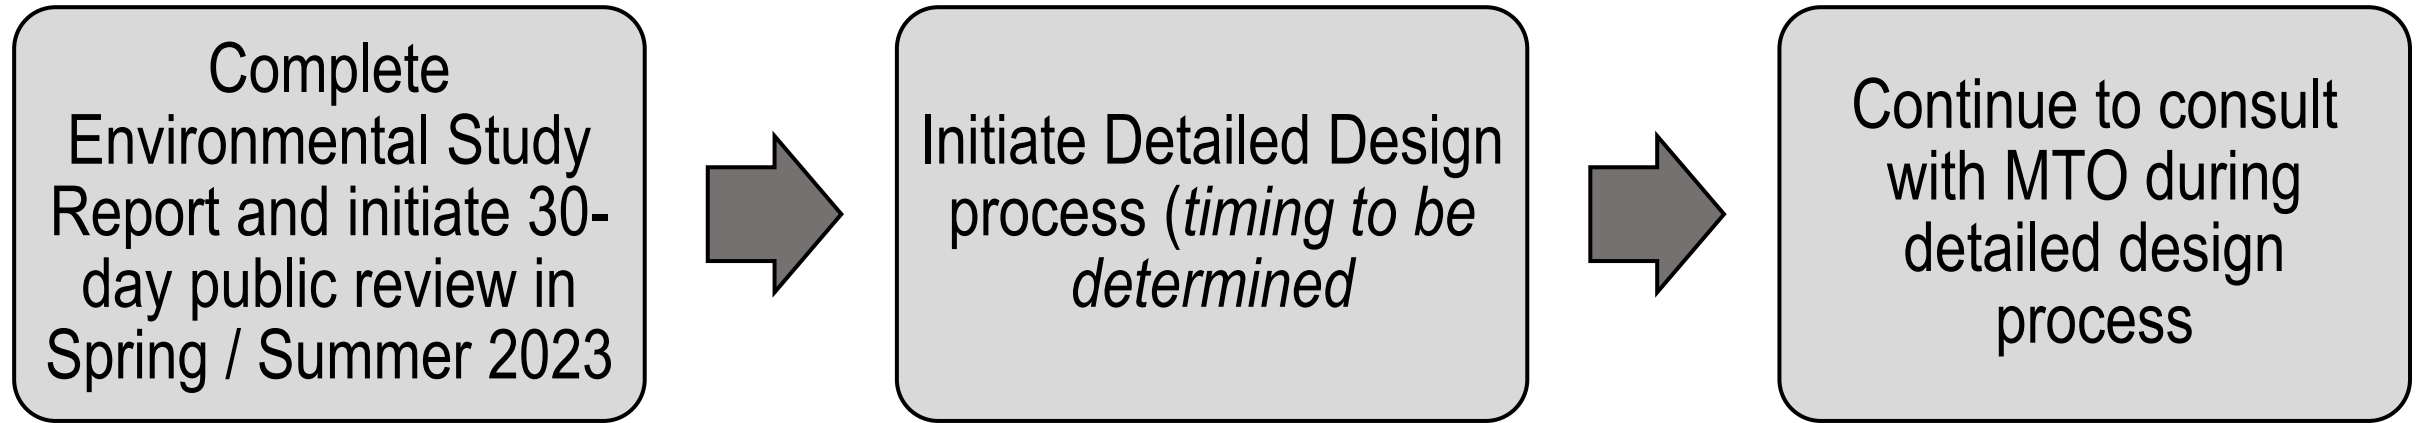 Complete
Environmental Study
Report and initiate 30-
day public review in
Spring / Summer 2023
Initiate Detailed Design
process (timing to be
determined
Continue to consult
with MTO during
detailed design
process